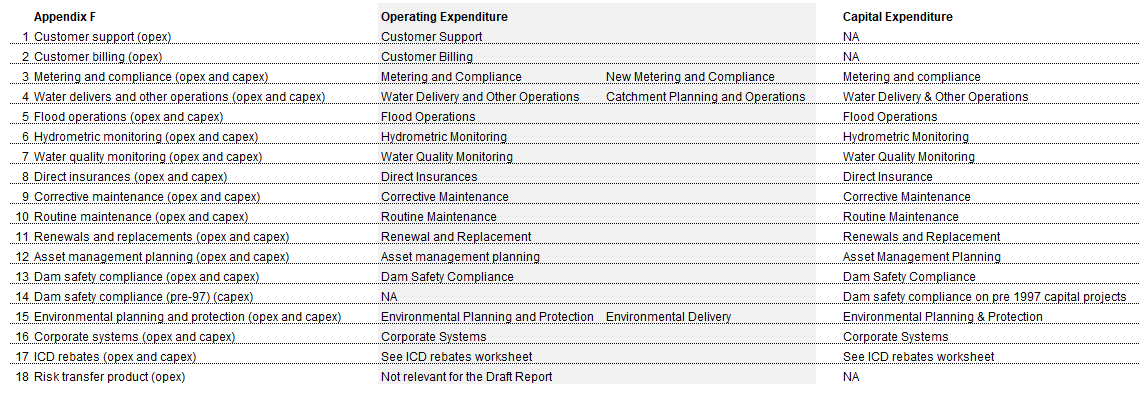 Appendix F Operating Expenditure Capital Expenditure
1 Customer support (opex) Customer Support NA
2 Customer billing (opex) Customer Billing NA
3 Metering and compliance (opex and capex) Metering and Compliance New Metering and Compliance Metering and compliance
4 Water delivers and other operations (opex and capex) Water Delivery and Other Operations Catchment Planning and Operations Water Delivery & Other Operations
5 Flood operations (opex and capex) Flood Operations Flood Operations
6 Hydrometric monitoring (opex and capex) Hydrometric Monitoring Hydrometric Monitoring
7 Water quality monitoring (opex and capex) Water Quality Monitoring Water Quality Monitoring
8 Direct insurances (opex and capex) Direct Insurances Direct Insurance
9 Corrective maintenance (opex and capex) Corrective Maintenance Corrective Maintenance
10 Routine maintenance (opex and capex) Routine Maintenance Routine Maintenance
11 Renewals and replacements (opex and capex) Renewal and Replacement Renewals and Replacement
12 Asset management planning (opex and capex) Asset management planning Asset Management Planning
13 Dam safety compliance (opex and capex) Dam Safety Compliance Dam Safety Compliance
14 Dam safety compliance (pre-97) (capex) NA Dam safety compliance on pre 1997 capital projects
15 Environmental planning and protection (opex and capex) Environmental Planning and Protection Environmental Delivery Environmental Planning & Protection
16 Corporate systems (opex and capex) Corporate Systems Corporate Systems
17 ICD rebates (opex and capex) See ICD rebates worksheet See ICD rebates worksheet
18 Risk transfer product (opex) Not relevant for the Draft Report NA